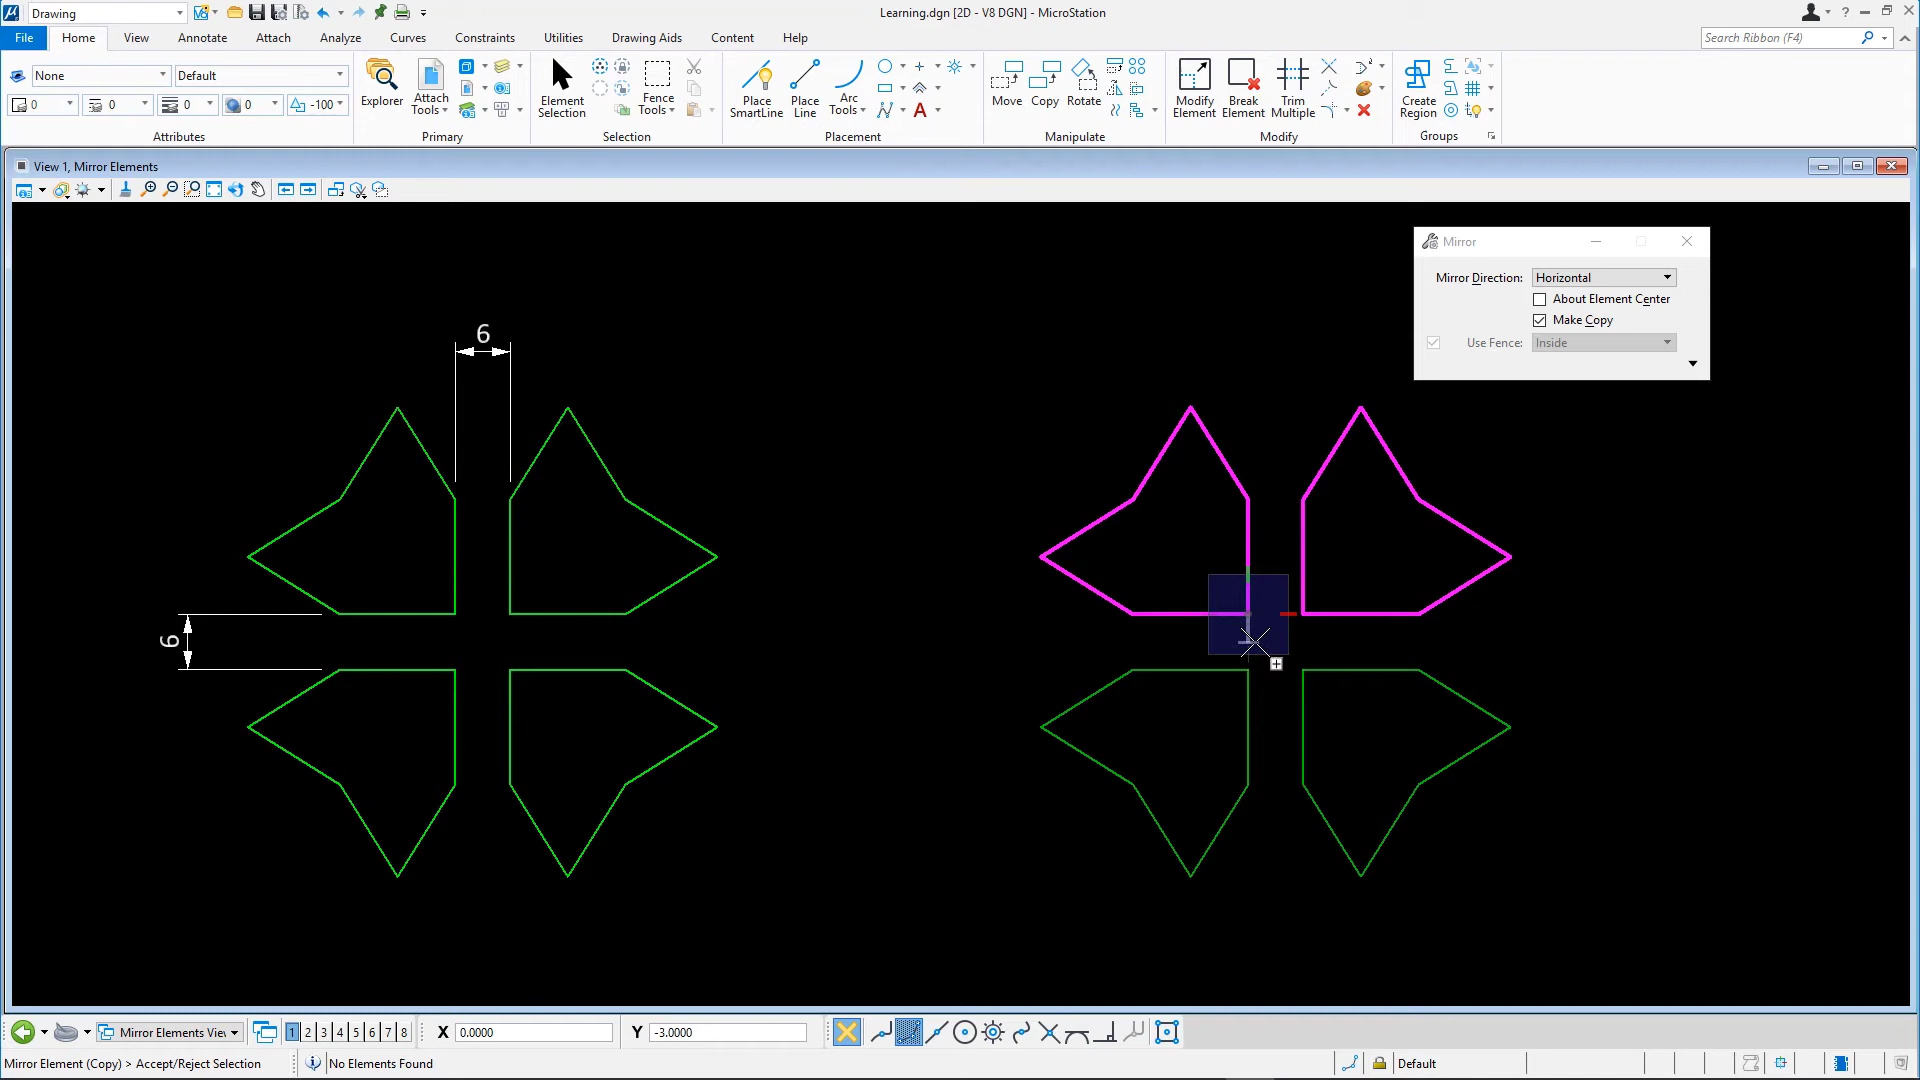 Drawing
Learning.dgn [2D - V8 DGN] - MicroStation
File Home View Annotate Attach Analyze Curves Constraints Utilities Drawing Aids Content Help
Search Ribbon (F4)
None Default
0 0 0 0 -100
Attributes
Explorer
Attach Tools
Primary
Element Selection
Fence Tools
Selection
Place SmartLine
Place Line
Arc Tools
Placement
Move Copy Rotate
Manipulate
Modify Element
Break Element
Trim Multiple
Modify
Create Region
Groups
View 1, Mirror Elements
Mirror
Mirror Direction: Horizontal
About Element Center
Make Copy
Use Fence: Inside
6
6
Mirror Elements Viev 1 2 3 4 5 6 7 8 X 0.0000 Y -3.0000
Mirror Element (Copy) > Accept/Reject Selection No Elements Found Default